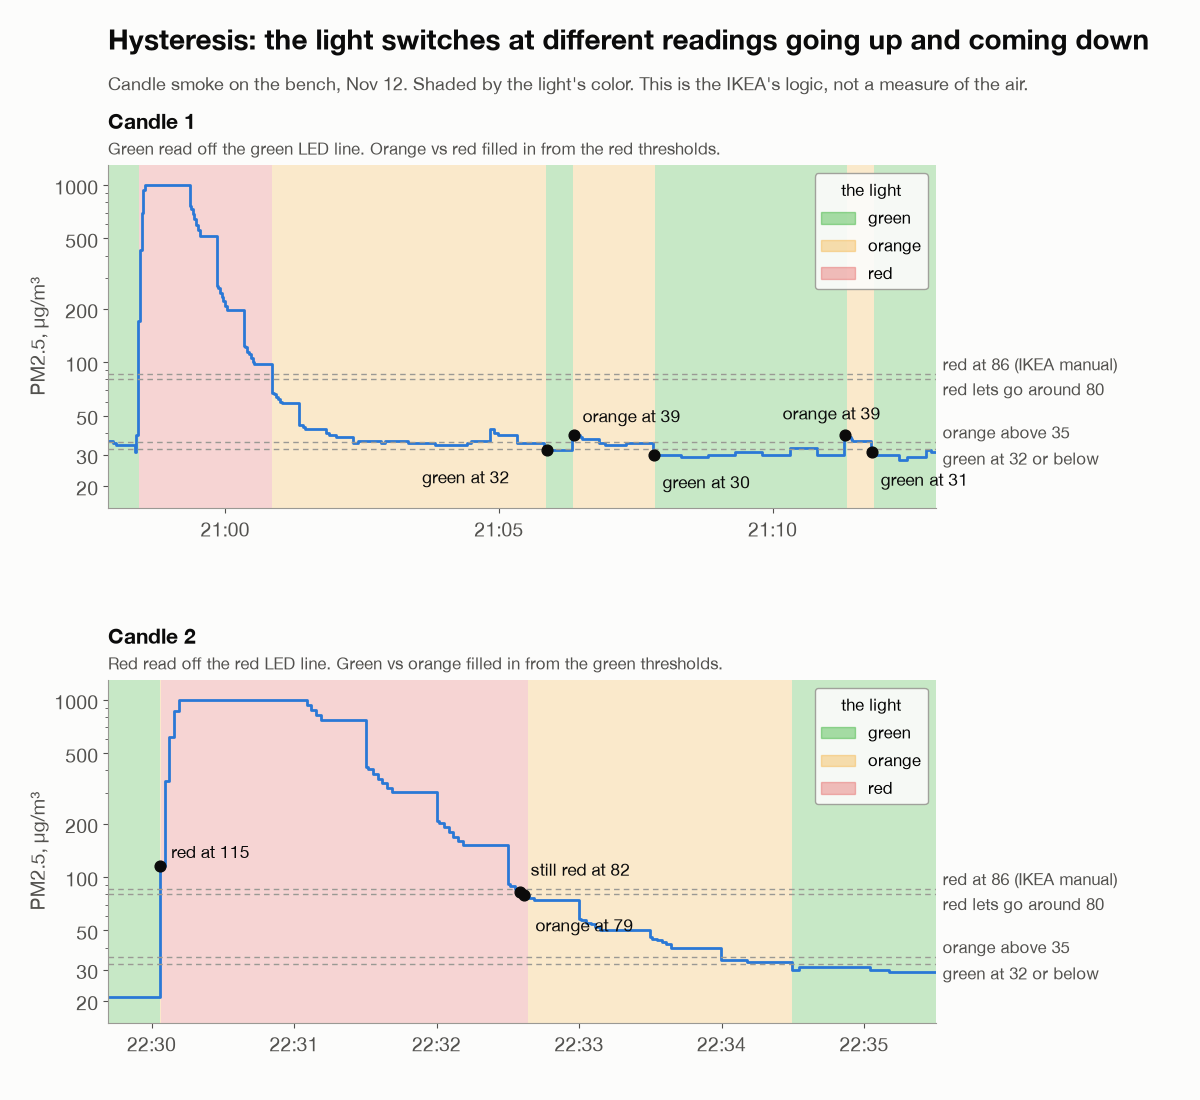 Hysteresis: the light switches at different readings going up and coming down
Candle smoke on the bench, Nov 12. Shaded by the light's color. This is the IKEA's logic, not a measure of the air.
Candle 1
Green read off the green LED line. Orange vs red filled in from the red thresholds.
PM2.5, µg/m³
1000
500
200
100
50
30
20
the light
green
orange
red
red at 86 (IKEA manual)
red lets go around 80
orange above 35
green at 32 or below
green at 32
orange at 39
green at 30
orange at 39
green at 31
21:00
21:05
21:10
Candle 2
Red read off the red LED line. Green vs orange filled in from the green thresholds.
PM2.5, µg/m³
1000
500
200
100
50
30
20
the light
green
orange
red
red at 115
still red at 82
orange at 79
red at 86 (IKEA manual)
red lets go around 80
orange above 35
green at 32 or below
22:30
22:31
22:32
22:33
22:34
22:35